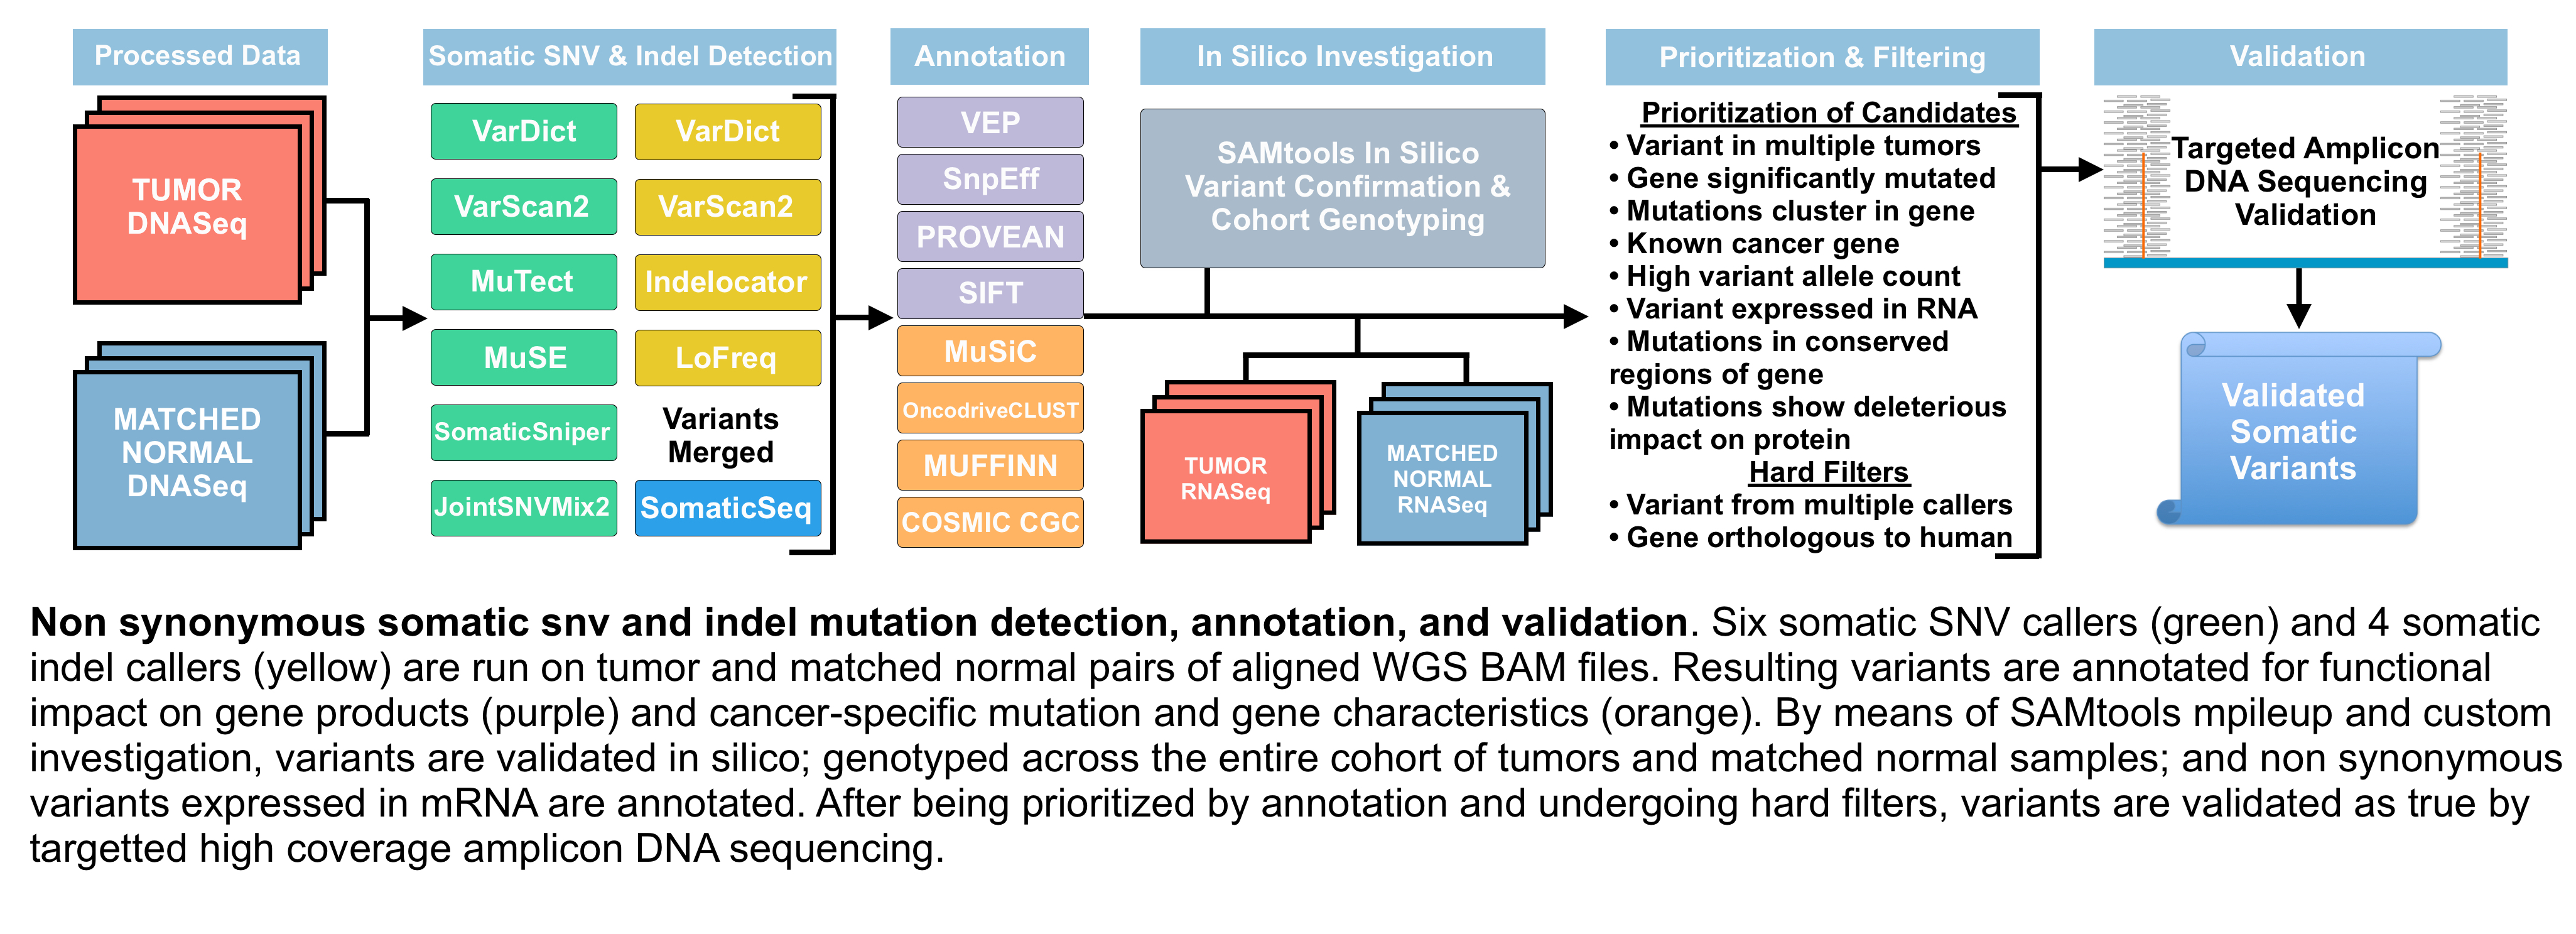 Processed Data
TUMOR
DNASeq
MATCHED
NORMAL
DNASeq
Somatic SNV & Indel Detection
VarDict
VarScan2
MuTect
MuSE
SomaticSniper
JointSNVMix2
VarDict
VarScan2
Indelocator
LoFreq
Variants
Merged
SomaticSeq
Annotation
VEP
SnpEff
PROVEAN
SIFT
MuSiC
OncodriveCLUST
MUFFINN
COSMIC CGC
In Silico Investigation
SAMtools In Silico
Variant Confirmation &
Cohort Genotyping
TUMOR
RNASeq
MATCHED
NORMAL
RNASeq
Prioritization & Filtering
Prioritization of Candidates
• Variant in multiple tumors
• Gene significantly mutated
• Mutations cluster in gene
• Known cancer gene
• High variant allele count
• Variant expressed in RNA
• Mutations in conserved
regions of gene
• Mutations show deleterious
impact on protein
Hard Filters
• Variant from multiple callers
• Gene orthologous to human
Validation
Targeted Amplicon
DNA Sequencing
Validation
Validated
Somatic
Variants
Non synonymous somatic snv and indel mutation detection, annotation, and validation. Six somatic SNV callers (green) and 4 somatic
indel callers (yellow) are run on tumor and matched normal pairs of aligned WGS BAM files. Resulting variants are annotated for functional
impact on gene products (purple) and cancer-specific mutation and gene characteristics (orange). By means of SAMtools mpileup and custom
investigation, variants are validated in silico; genotyped across the entire cohort of tumors and matched normal samples; and non synonymous
variants expressed in mRNA are annotated. After being prioritized by annotation and undergoing hard filters, variants are validated as true by
targetted high coverage amplicon DNA sequencing.